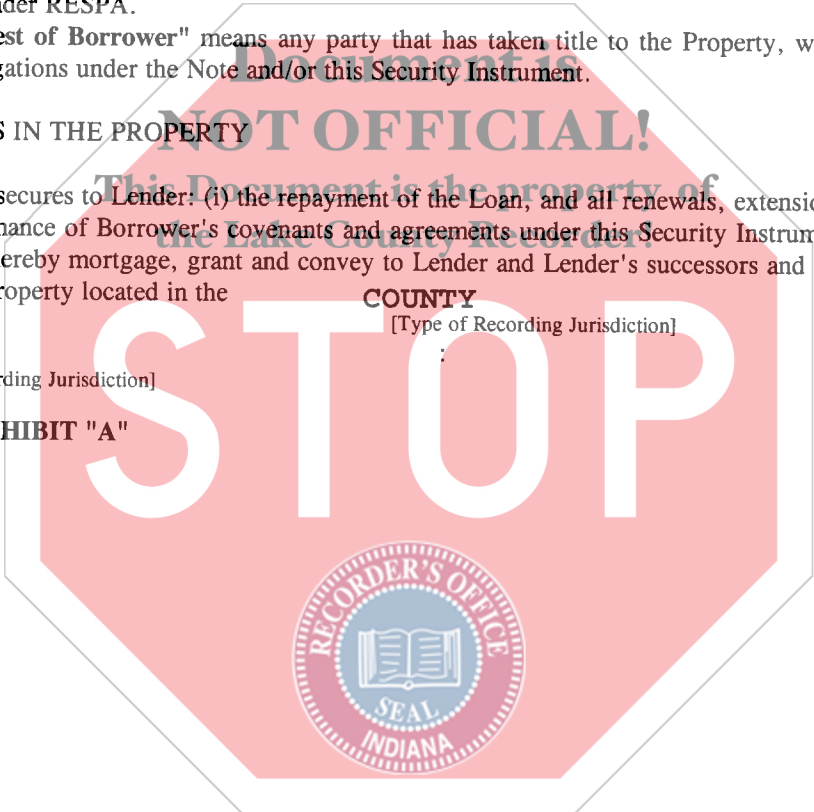 nder RESPA.
est of Borrower" means any party that has taken title to the Property, w
gations under the Note and/or this Security Instrument.
Document is
NOT OFFICIAL!
S IN THE PROPERTY
This Document is the property of
the Lake County Recorder!
secures to Lender: (i) the repayment of the Loan, and all renewals, extensio
nance of Borrower's covenants and agreements under this Security Instrum
ereby mortgage, grant and convey to Lender and Lender's successors and
roperty located in the COUNTY
[Type of Recording Jurisdiction]
:
rding Jurisdiction]
HIBIT "A"
STOP
RECORDER'S OFFICE
SEAL
INDIANA